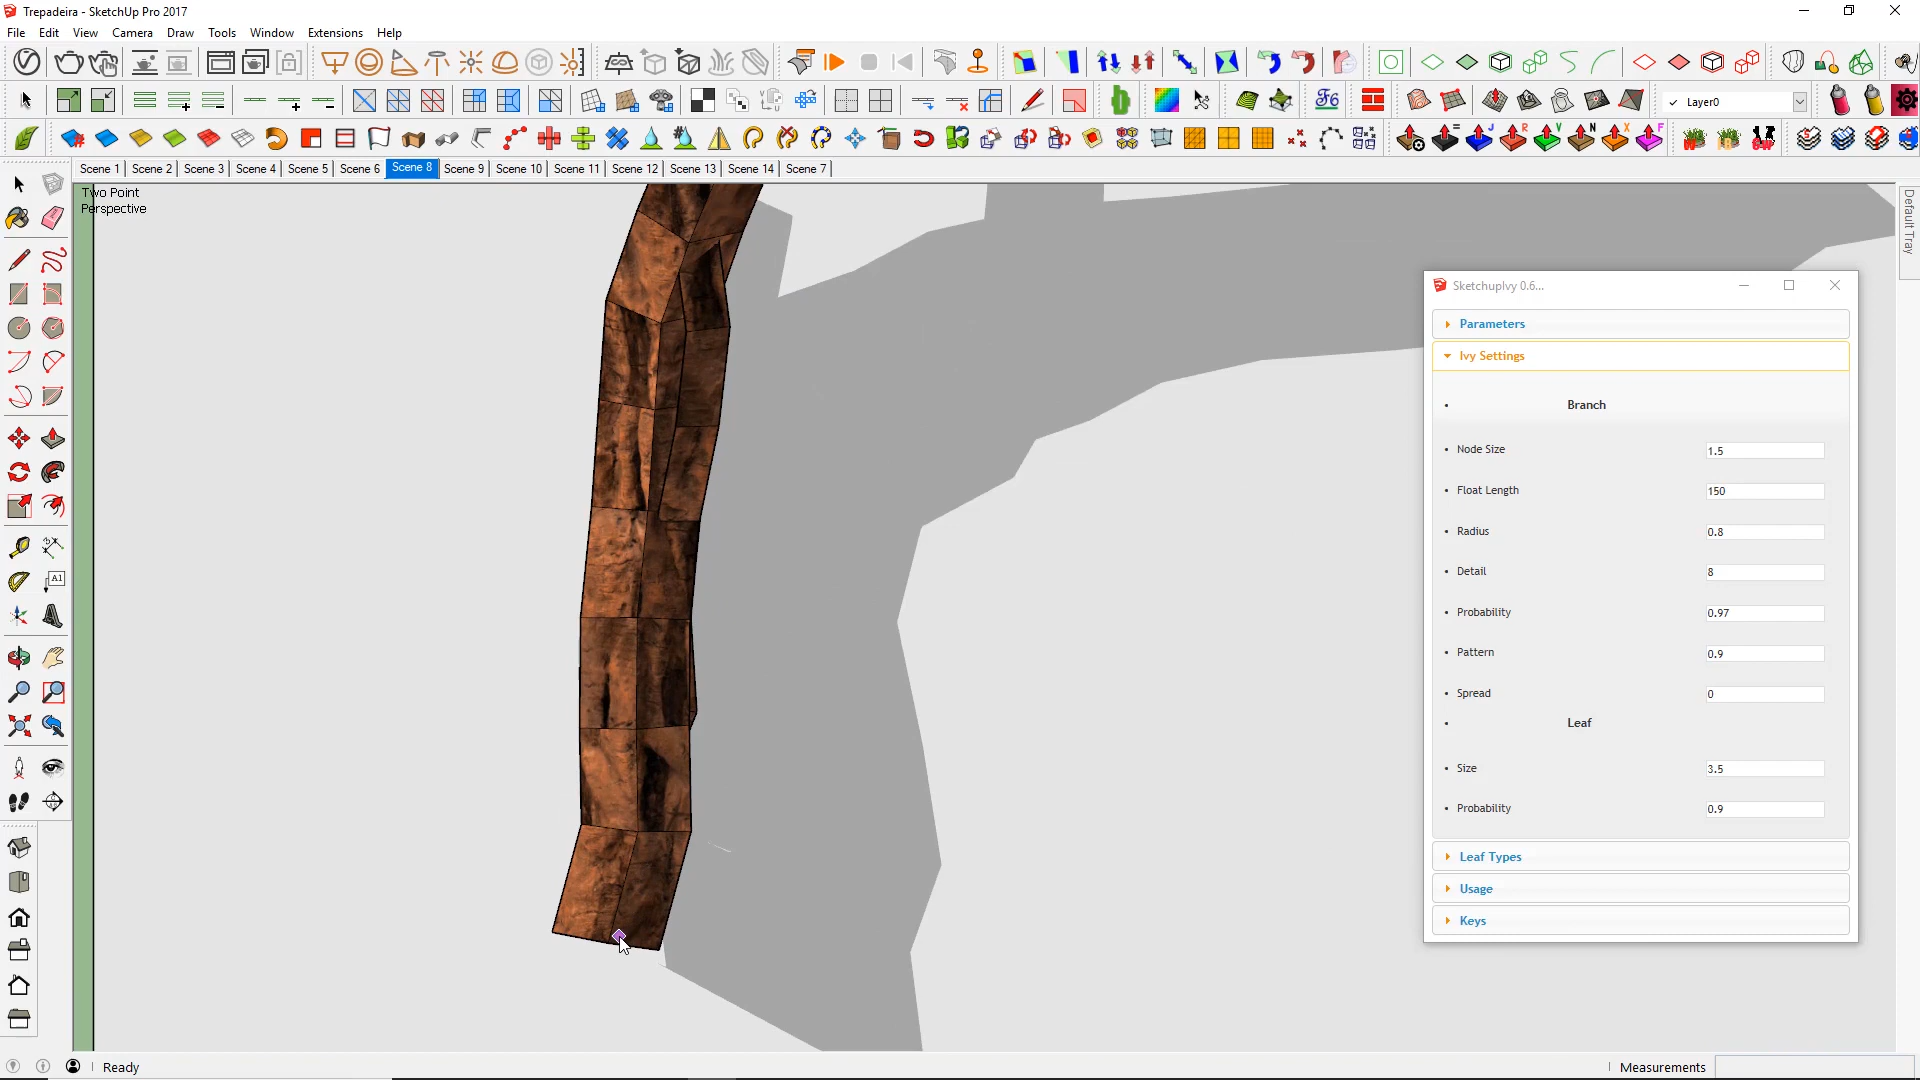 Trepadeira - SketchUp Pro 2017
File Edit View Camera Draw Tools Window Extensions Help
Layer0
Scene 1 Scene 2 Scene 3 Scene 4 Scene 5 Scene 6 Scene 8 Scene 9 Scene 10 Scene 11 Scene 12 Scene 13 Scene 14 Scene 7
Two Point
Perspective
Default Tray
SketchupIvy 0.6...
Parameters
Ivy Settings
Branch
Node Size 1.5
Float Length 150
Radius 0.8
Detail 8
Probability 0.97
Pattern 0.9
Spread 0
Leaf
Size 3.5
Probability 0.9
Leaf Types
Usage
Keys
Ready
Measurements